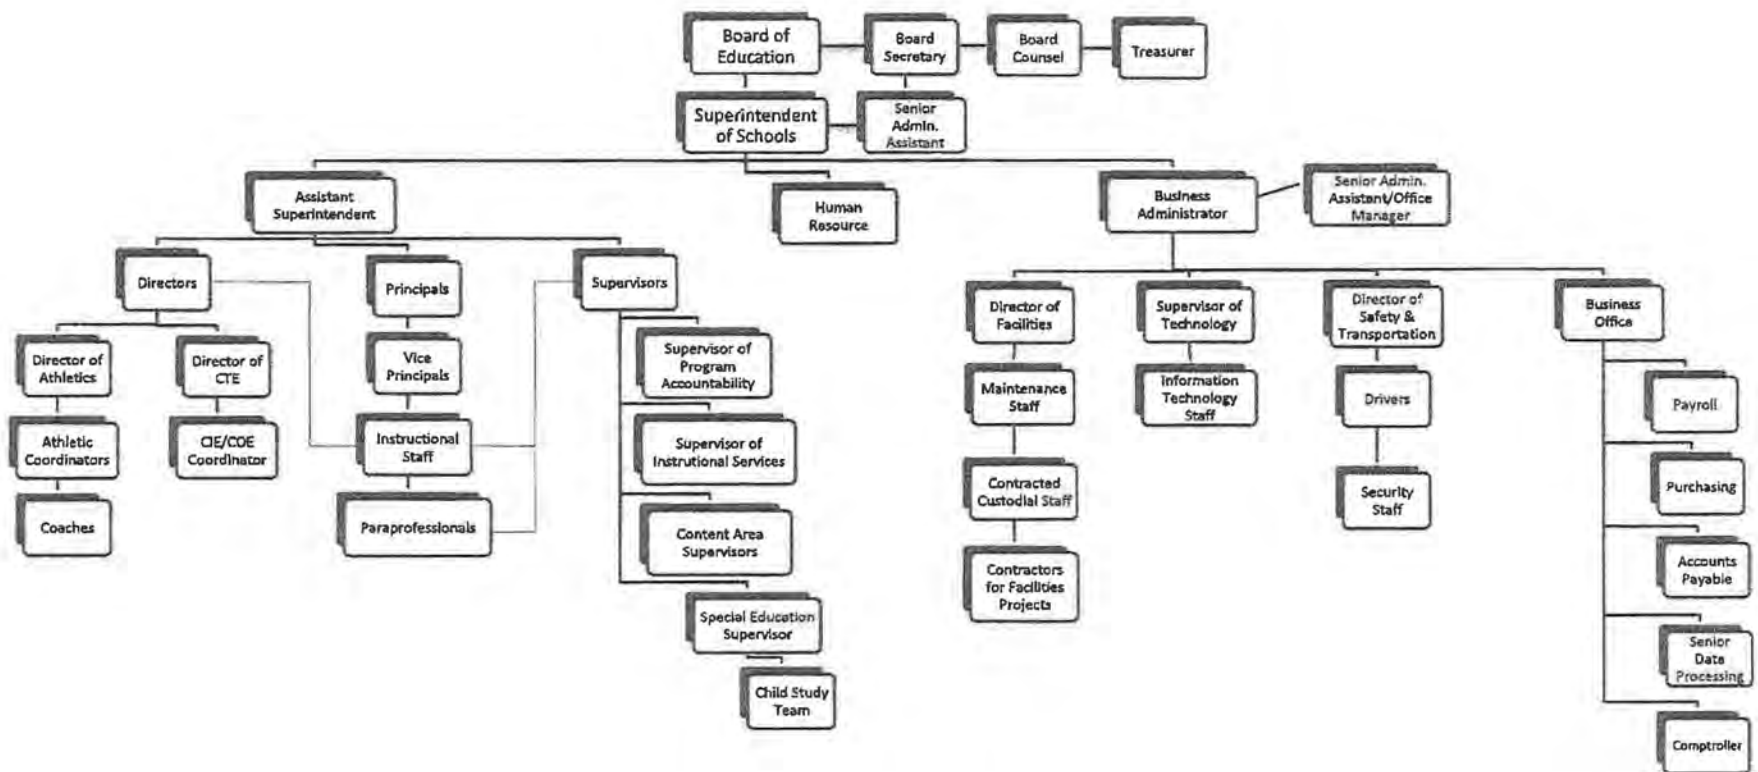 Board of
Education
Board
Secretary
Board
Counsel
Treasurer
Superintendent
of Schools
Senior
Admin.
Assistant
Assistant
Superintendent
Human
Resource
Business
Administrator
Senior Admin.
Assistant/Office
Manager
Directors
Principals
Supervisors
Director of
Facilities
Supervisor of
Technology
Director of
Safety &
Transportation
Business
Office
Director of
Athletics
Director of
CTE
Vice
Principals
Supervisor of
Program
Accountability
Maintenance
Staff
Information
Technology
Staff
Drivers
Payroll
Athletic
Coordinators
CIE/COE
Coordinator
Instructional
Staff
Supervisor of
Instrutional Services
Contracted
Custodial Staff
Security
Staff
Purchasing
Coaches
Paraprofessionals
Content Area
Supervisors
Contractors
for Facilities
Projects
Accounts
Payable
Special Education
Supervisor
Senior
Data
Processing
Child Study
Team
Comptroller